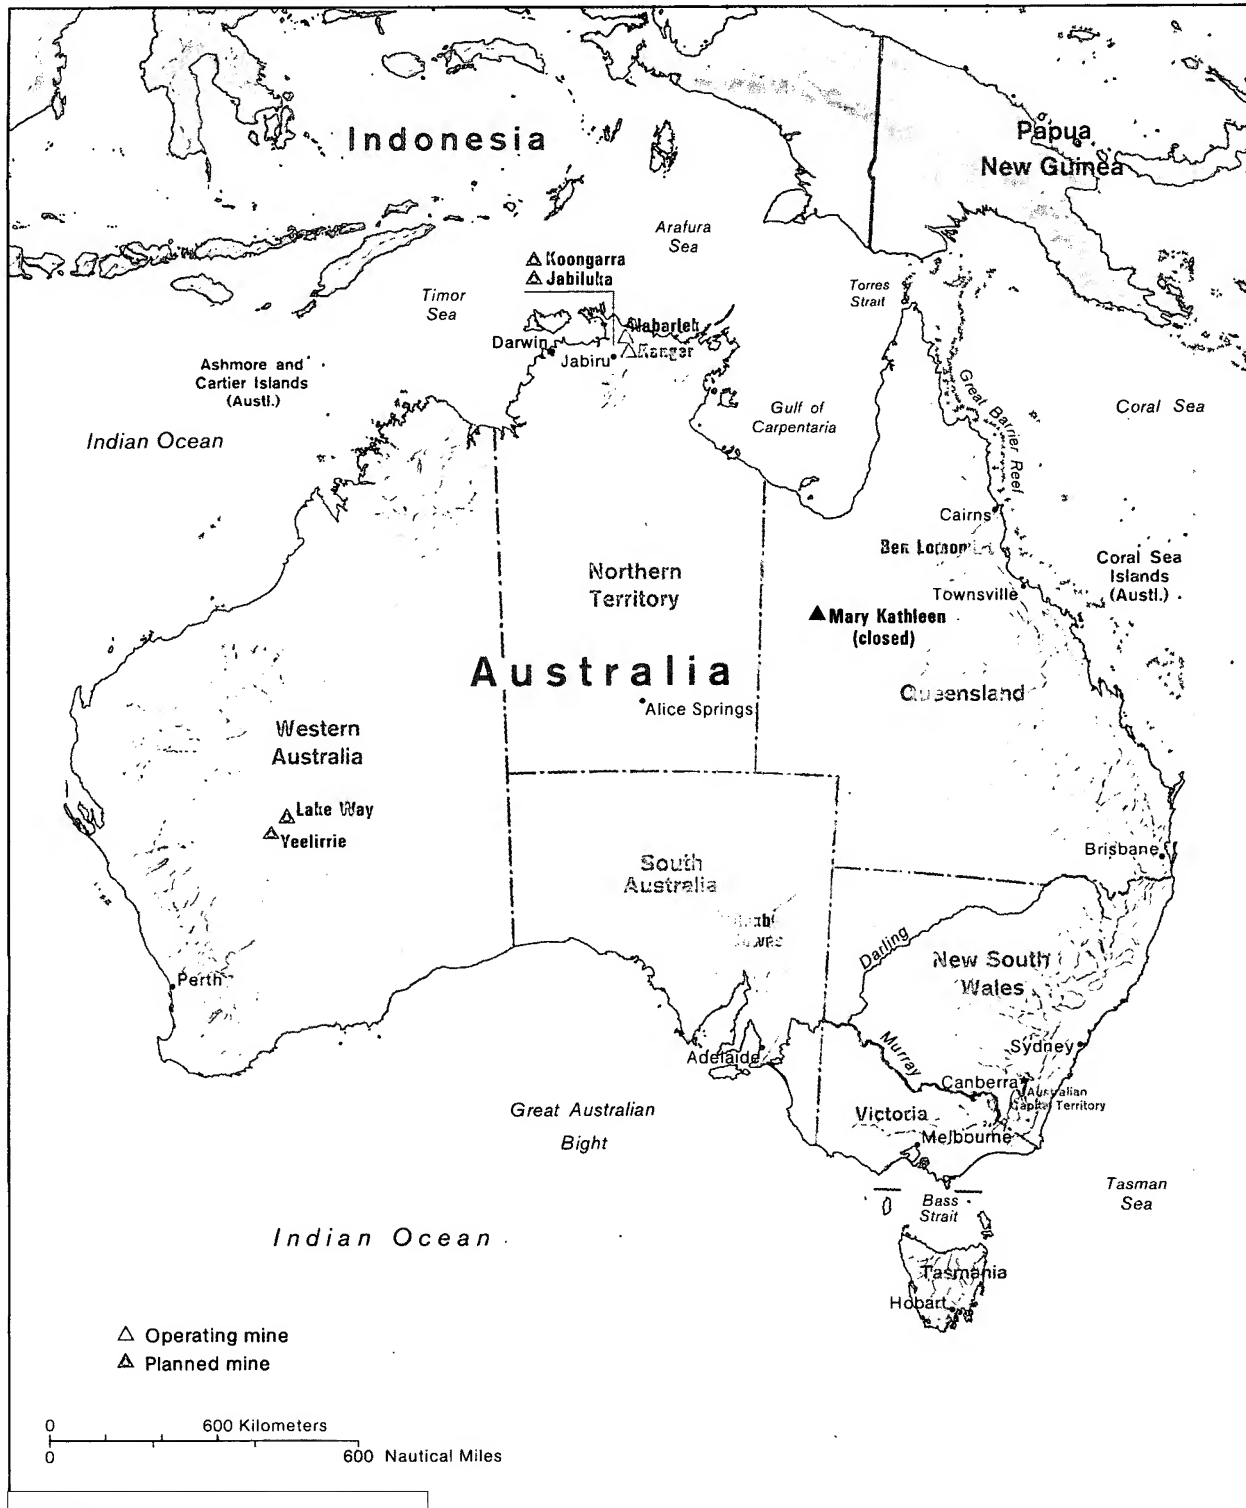 Indonesia
Papua
New Guinea
Arafura
Sea
Koongarra
Jabiluka
Timor
Sea
Torres
Strait
Nabarlek
Darwin
Jabiru
Ranger
Ashmore and
Cartier Islands
(Austl.)
Great Barrier Reef
Gulf of
Carpentaria
Coral Sea
Indian Ocean
Cairns
Ben
Coral Sea
Islands
(Austl.)
Northern
Territory
Townsville
Mary Kathleen
(closed)
Australia
Queensland
Alice Springs
Western
Australia
Lake Way
Yeelirrie
Brisbane
South
Australia
Darling
New South
Wales
Perth
Murray
Sydney
Adelaide
Canberra
Australian
Capital Territory
Great Australian
Bight
Victoria
Melbourne
Tasman
Sea
Bass
Strait
Indian Ocean
Tasmania
Hobart
Operating mine
Planned mine
0 600 Kilometers
0 600 Nautical Miles